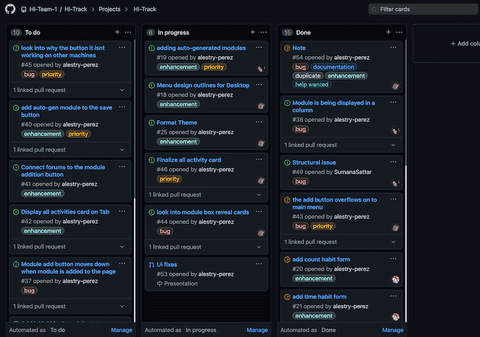 Hi-Team-1 / Hi-Track
Projects
Hi-Track
Filter cards
10 To do
look into why the button it isnt
working on other machines
#45 opened by alestry-perez
bug priority
1 linked pull request
add auto-gen module to the save
button
#40 opened by alestry-perez
enhancement priority
1 linked pull request
Connect forums to the module
addition button
#41 opened by alestry-perez
enhancement
Display all activities card on Tab
#42 opened by alestry-perez
enhancement
1 linked pull request
Module add button moves down
when module is added to the page
#37 opened by alestry-perez
bug
1 linked pull request
Automated as To do Manage
6 In progress
adding auto-generated modules
#19 opened by alestry-perez
enhancement priority
Menu design outlines for Desktop
#18 opened by alestry-perez
enhancement
Format Theme
#25 opened by alestry-perez
enhancement
Finalize all activity card
#46 opened by alestry-perez
priority
1 linked pull request
look into module box reveal cards
#44 opened by alestry-perez
bug
1 linked pull request
Ui fixes
#53 opened by alestry-perez
Presentation
Automated as In progress Manage
15 Done
Note
#54 opened by alestry-perez
bug documentation
duplicate enhancement
help wanted
Module is being displayed in a
column
#38 opened by alestry-perez
bug
1 linked pull request
Structural issue
#49 opened by SumanaSattar
bug
the add button overflows on to
main menu
#43 opened by alestry-perez
bug priority
1 linked pull request
add count habit form
#20 opened by alestry-perez
enhancement
add time habit form
#21 opened by alestry-perez
enhancement
Automated as Done Manage
+ Add colu